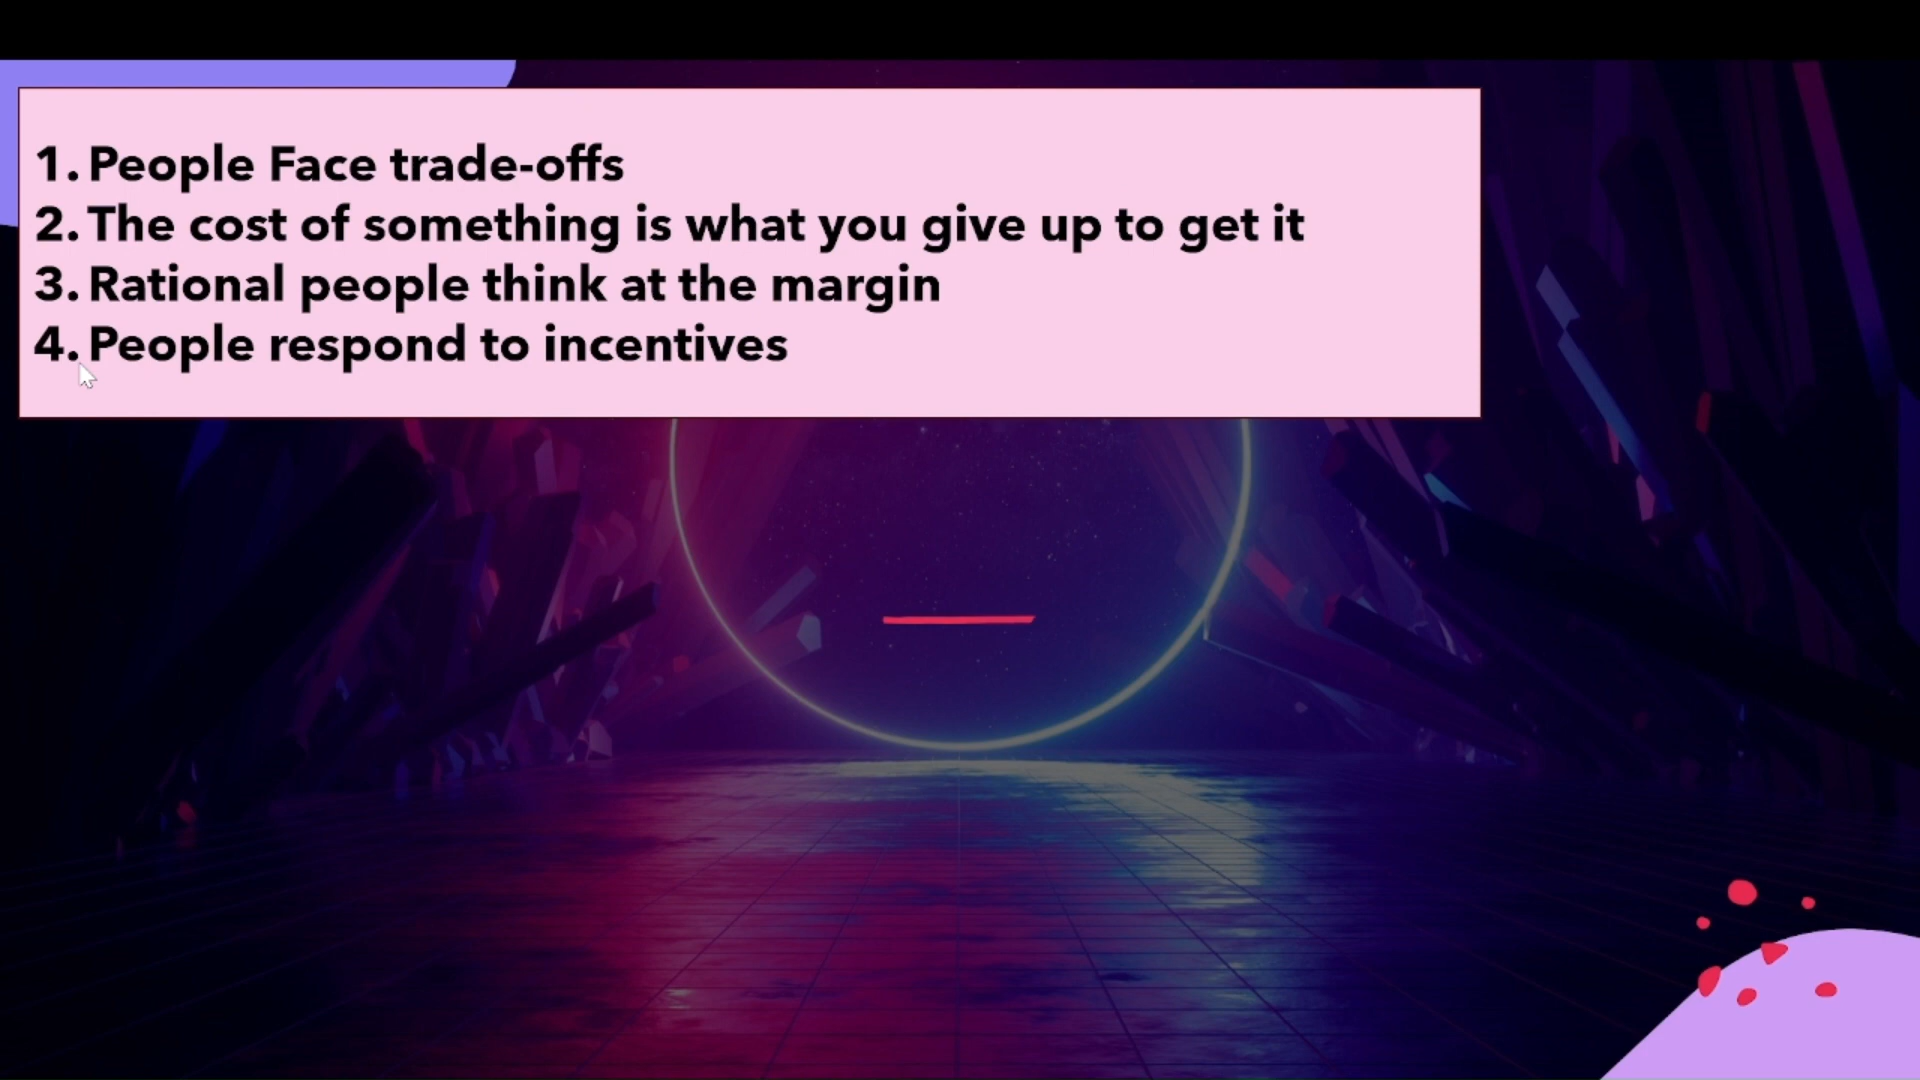 1. People Face trade-offs
2. The cost of something is what you give up to get it
3. Rational people think at the margin
4. People respond to incentives